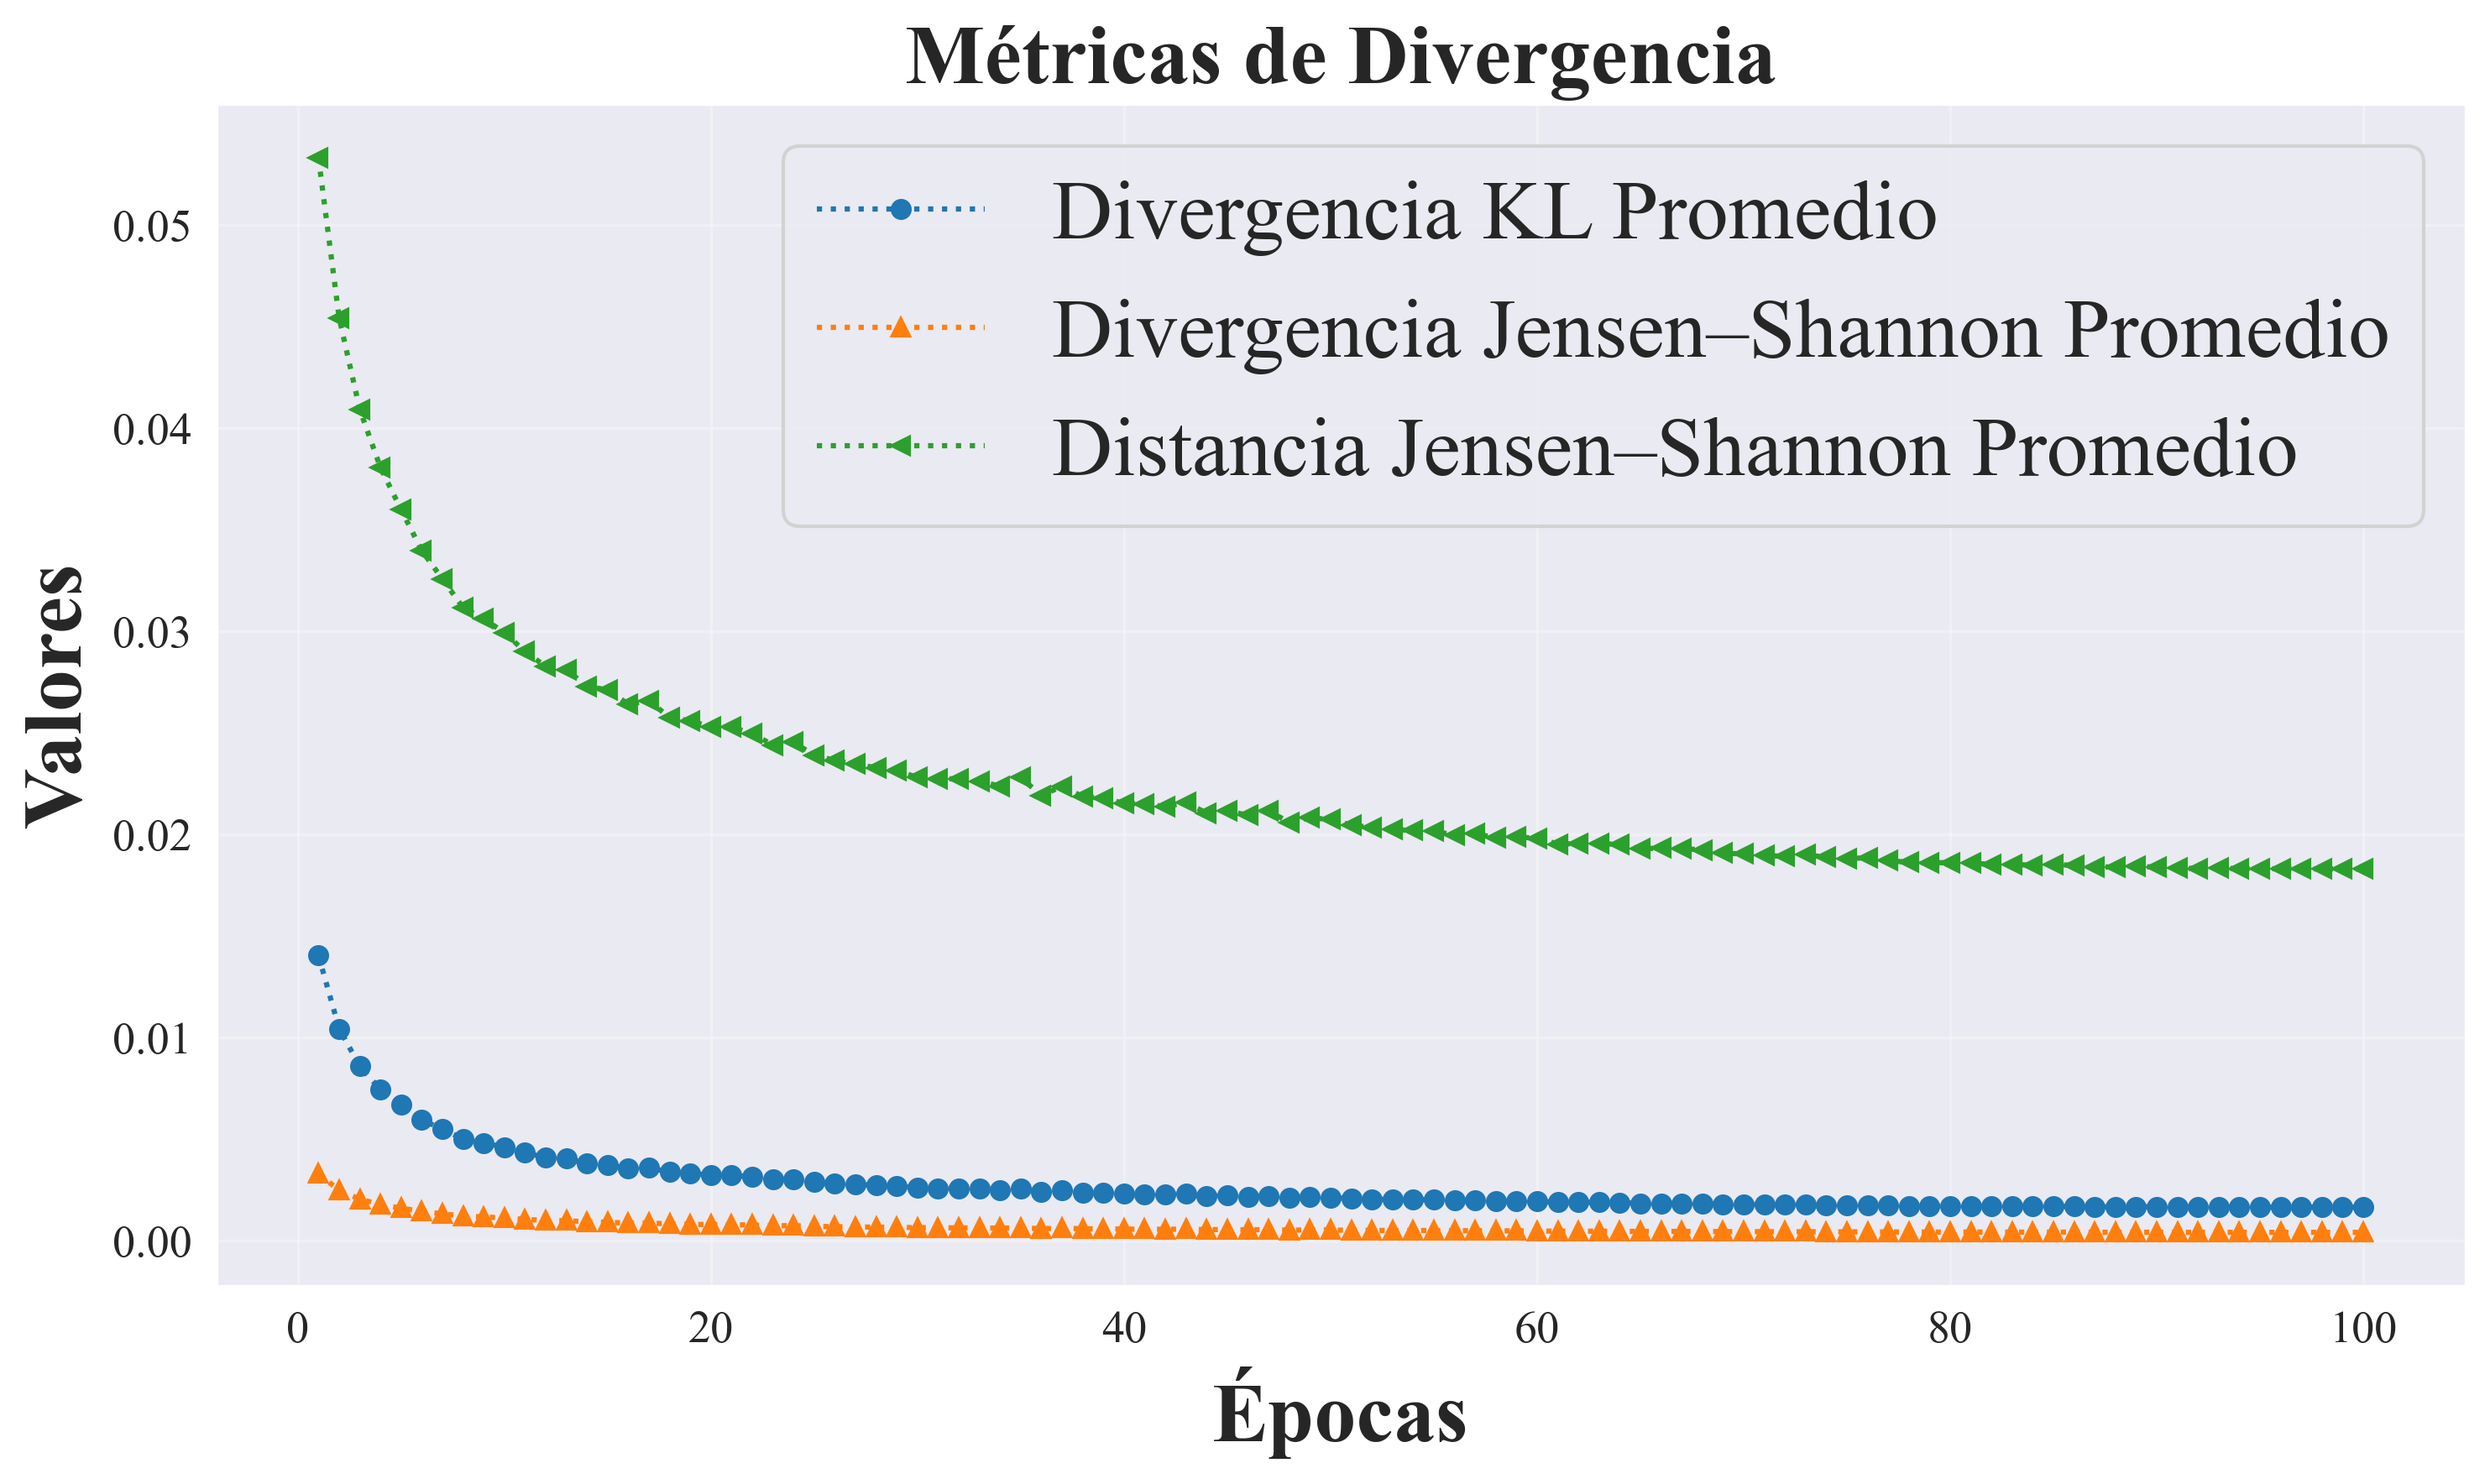 Métricas de Divergencia
Divergencia KL Promedio
Divergencia Jensen–Shannon Promedio
Distancia Jensen–Shannon Promedio
Valores
0.05
0.04
0.03
0.02
0.01
0.00
0 20 40 60 80 100
Épocas